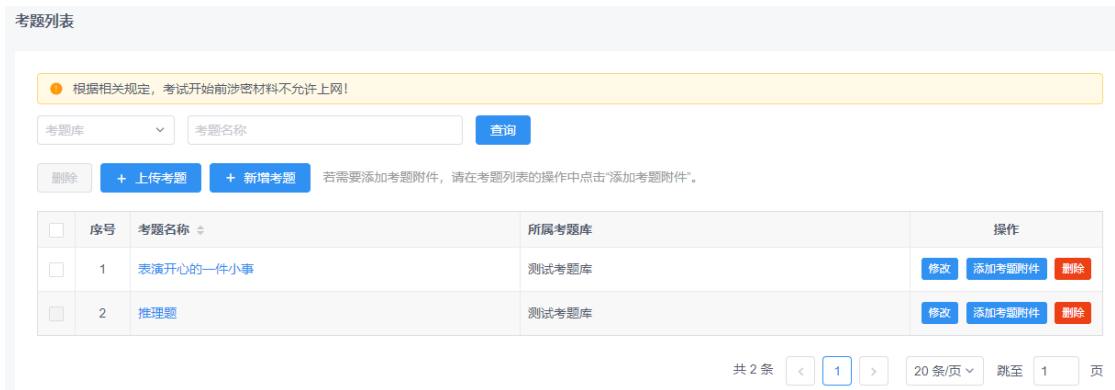 考题列表
根据相关规定，考试开始前涉密材料不允许上网！
考题库 考题名称 查询
删除 + 上传考题 + 新增考题 若需要添加考题附件，请在考题列表的操作中点击“添加考题附件”。
序号 考题名称 所属考题库 操作
1 表演开心的一件小事 测试考题库 修改 添加考题附件 删除
2 推理题 测试考题库 修改 添加考题附件 删除
共 2 条 < 1 > 20 条/页 跳至 1 页